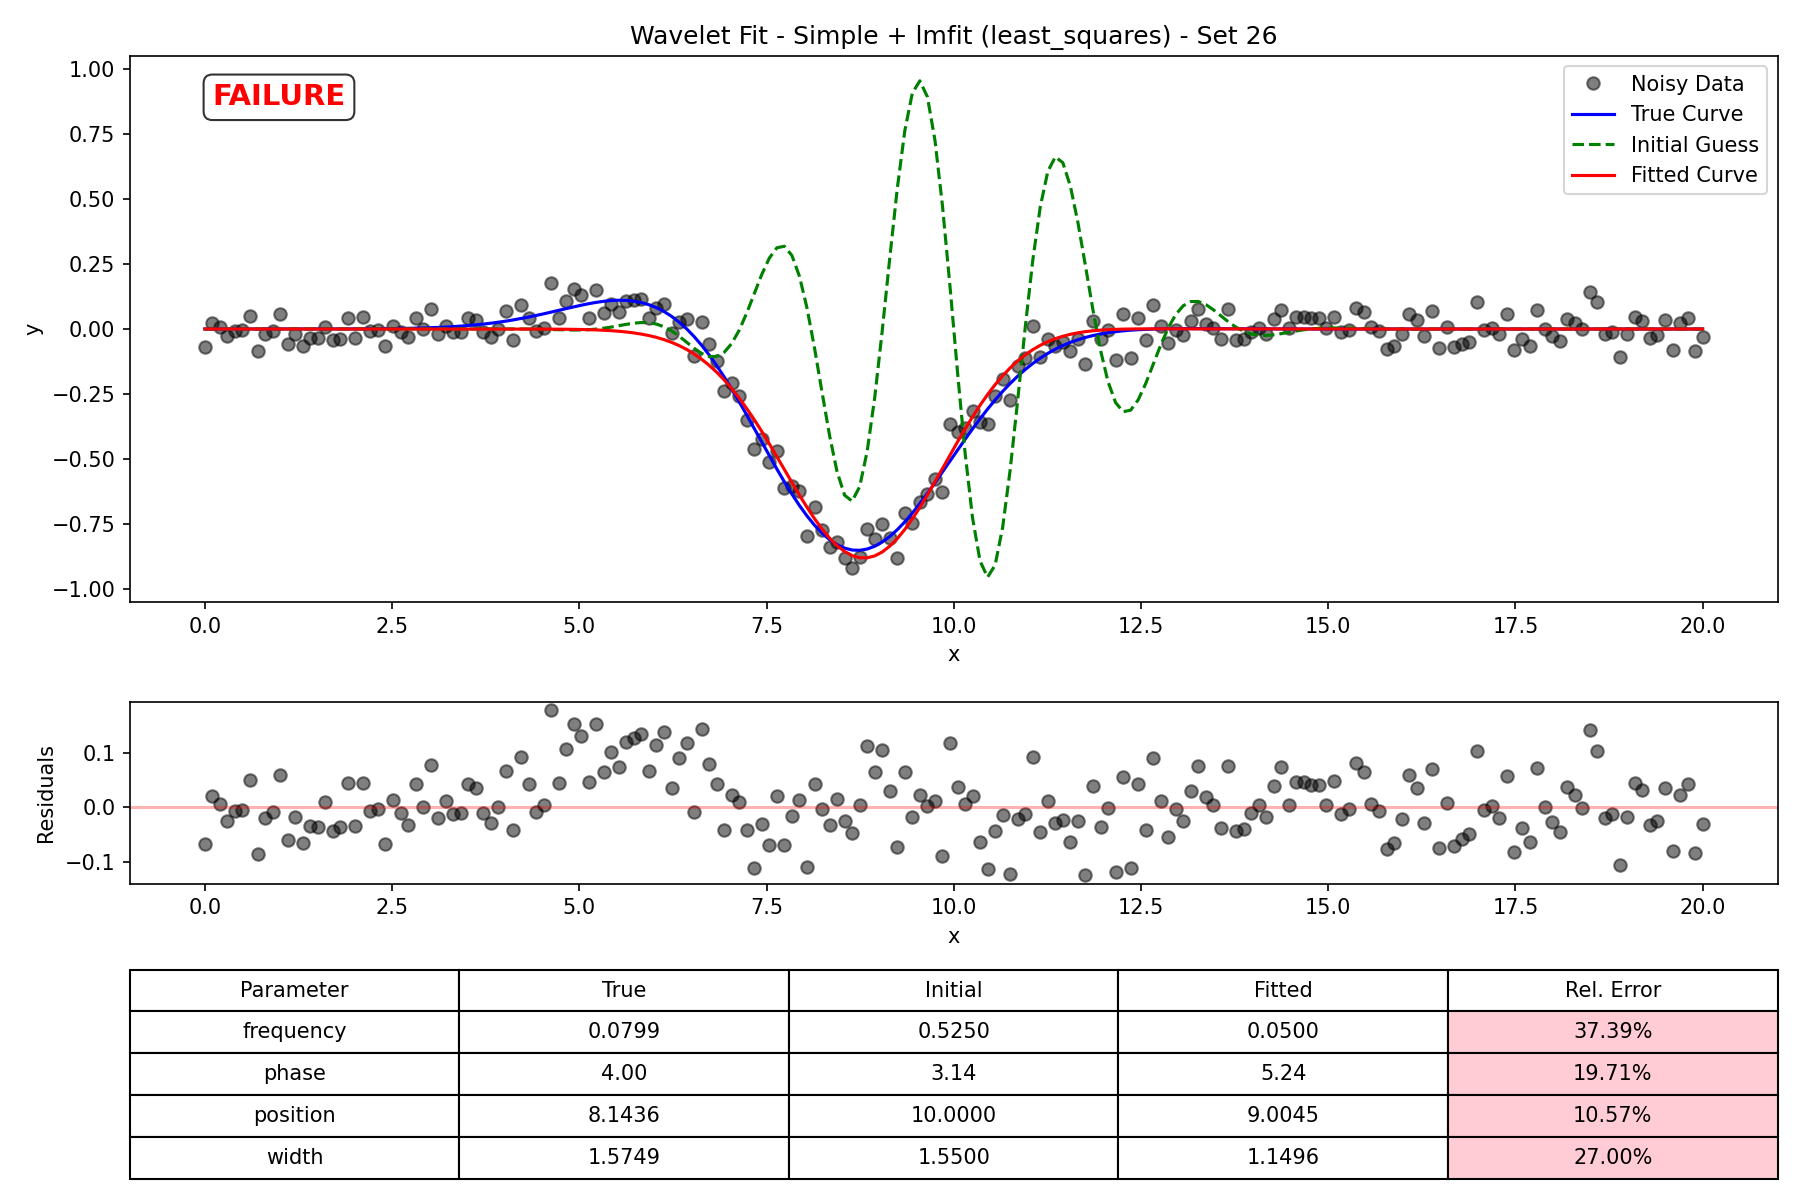 Wavelet Fit - Simple + lmfit (least_squares) - Set 26
FAILURE
Noisy Data
True Curve
Initial Guess
Fitted Curve
1.00
0.75
0.50
0.25
0.00
−0.25
−0.50
−0.75
−1.00
y
0.0 2.5 5.0 7.5 10.0 12.5 15.0 17.5 20.0
x
0.1
0.0
−0.1
Residuals
0.0 2.5 5.0 7.5 10.0 12.5 15.0 17.5 20.0
x
Parameter True Initial Fitted Rel. Error
frequency 0.0799 0.5250 0.0500 37.39%
phase 4.00 3.14 5.24 19.71%
position 8.1436 10.0000 9.0045 10.57%
width 1.5749 1.5500 1.1496 27.00%